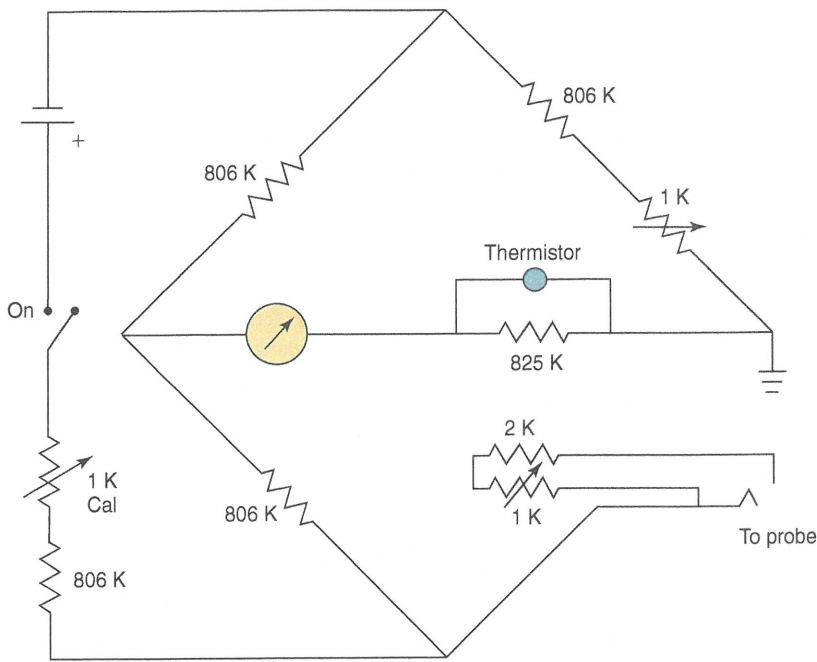 806 K
+
806 K
1 K
Thermistor
On
825 K
2 K
1 K
Cal
806 K
1 K
To probe
806 K